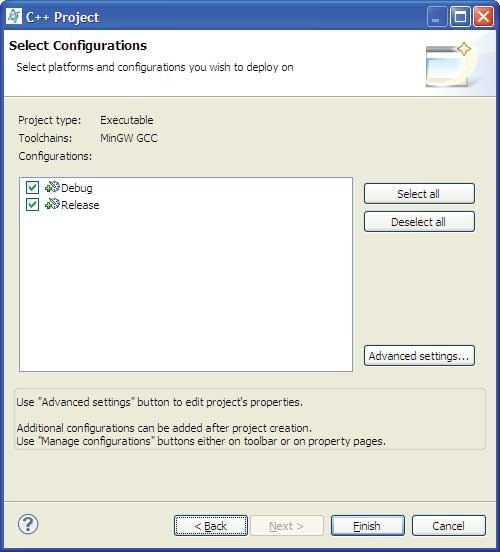 C++ Project
Select Configurations
Select platforms and configurations you wish to deploy on
Project type: Executable
Toolchains: MinGW GCC
Configurations:
Debug
Release
Select all
Deselect all
Advanced settings...
Use "Advanced settings" button to edit project's properties.
Additional configurations can be added after project creation.
Use "Manage configurations" buttons either on toolbar or on property pages.
?
< Back
Next >
Finish
Cancel